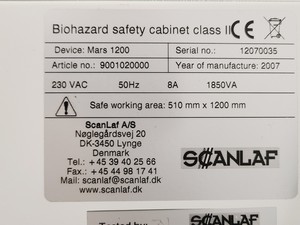 Biohazard safety cabinet class II CE
Device: Mars 1200 Serial no.: 12070035
Article no.: 9001020000 Year of manufacture: 2007
230 VAC 50Hz 8A 1850VA
Safe working area: 510 mm x 1200 mm
ScanLaf A/S
Nøglegårdsvej 20
DK-3450 Lynge
Denmark
Tel.: +45 39 40 25 66
Fax.: +45 44 98 17 41
Mail: scanlaf@scanlaf.dk
www.scanlaf.dk
SCANLAF
Tested by: